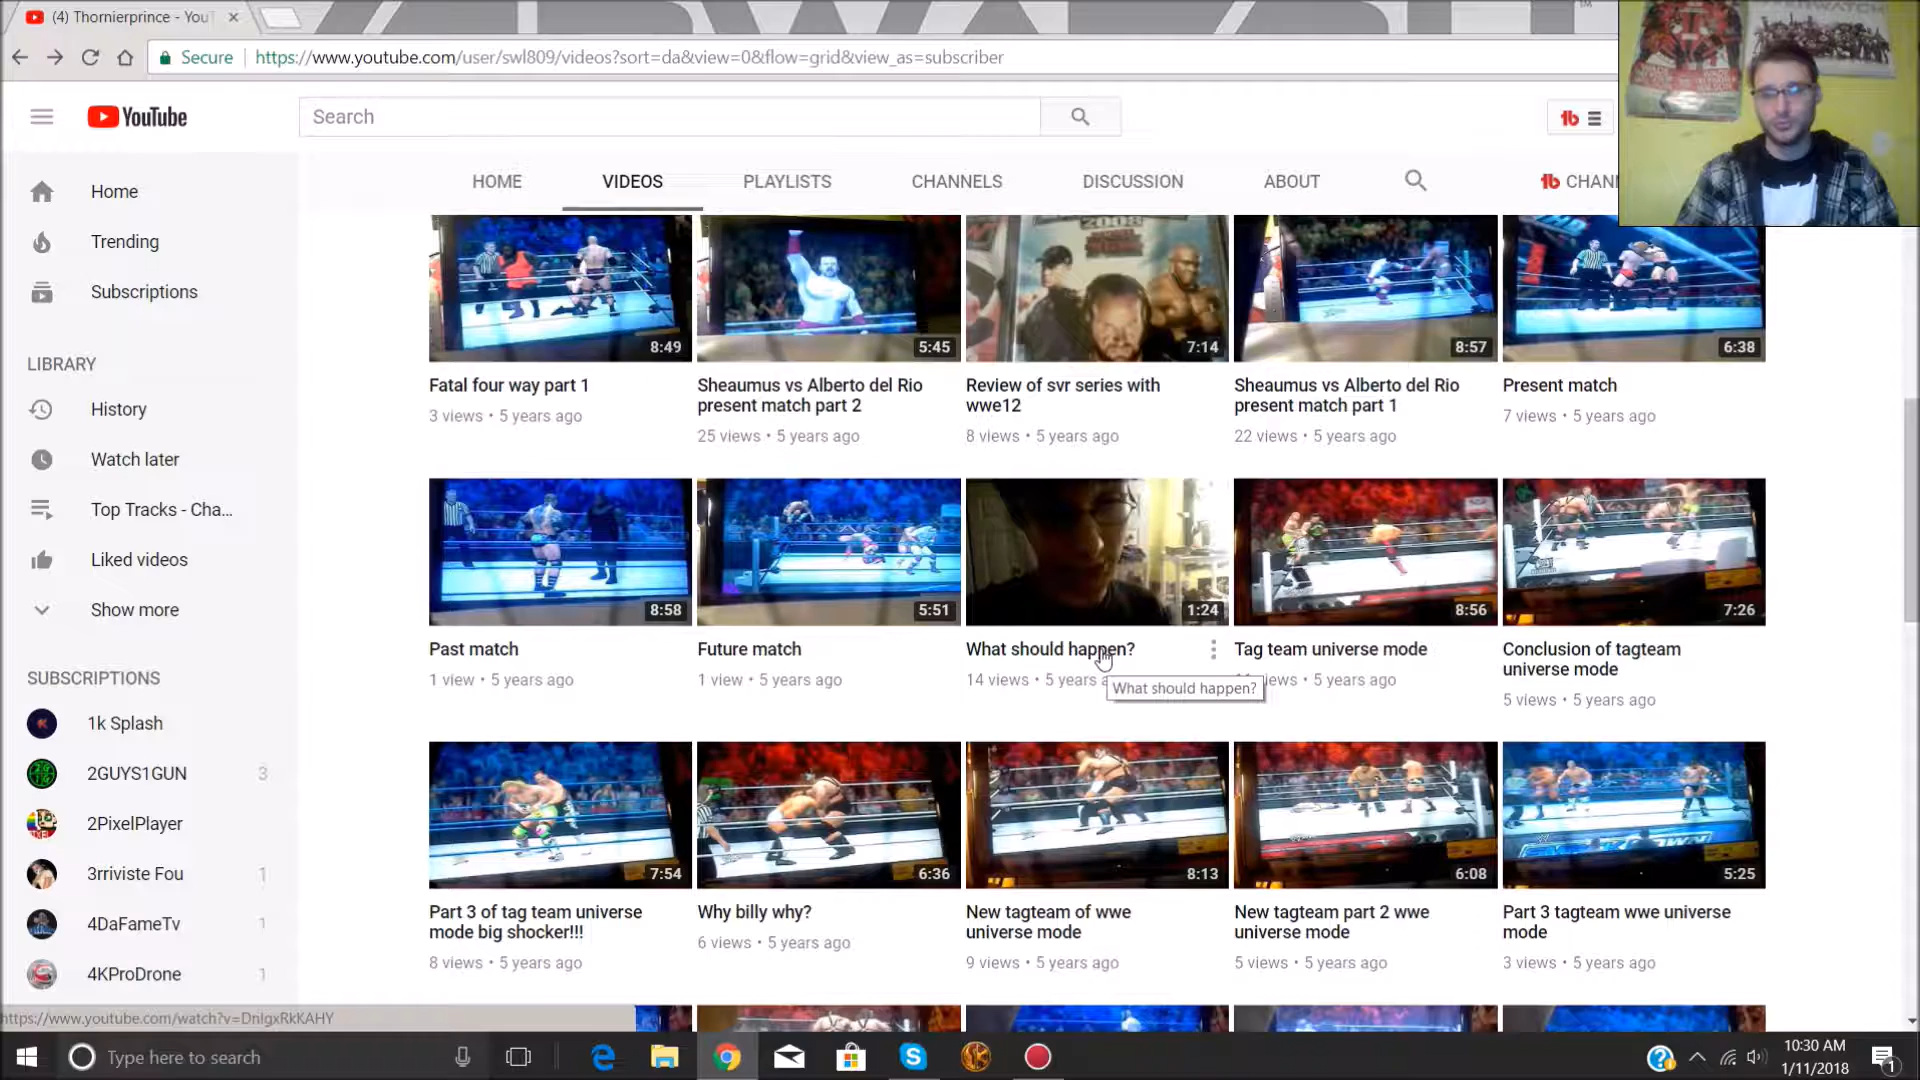 (4) Thornierprince - YouT
Secure
https://www.youtube.com/user/swl809/videos?sort=da&view=0&flow=grid&view_as=subscriber
YouTube
Search
HOME
VIDEOS
PLAYLISTS
CHANNELS
DISCUSSION
ABOUT
CHANN
Home
Trending
Subscriptions
LIBRARY
History
Watch later
Top Tracks - Cha...
Liked videos
Show more
SUBSCRIPTIONS
1k Splash
2GUYS1GUN 3
2PixelPlayer
3rriviste Fou 1
4DaFameTv 1
4KProDrone 1
8:49
5:45
2008
7:14
8:57
6:38
Fatal four way part 1
3 views • 5 years ago
Sheaumus vs Alberto del Rio
present match part 2
25 views • 5 years ago
Review of svr series with
wwe12
8 views • 5 years ago
Sheaumus vs Alberto del Rio
present match part 1
22 views • 5 years ago
Present match
7 views • 5 years ago
8:58
5:51
1:24
8:56
7:26
Past match
1 view • 5 years ago
Future match
1 view • 5 years ago
What should happen?
14 views • 5 years a
What should happen?
Tag team universe mode
iews • 5 years ago
Conclusion of tagteam
universe mode
5 views • 5 years ago
7:54
6:36
8:13
6:08
5:25
Part 3 of tag team universe
mode big shocker!!!
8 views • 5 years ago
Why billy why?
6 views • 5 years ago
New tagteam of wwe
universe mode
9 views • 5 years ago
New tagteam part 2 wwe
universe mode
5 views • 5 years ago
Part 3 tagteam wwe universe
mode
3 views • 5 years ago
https://www.youtube.com/watch?v=DnIgxRkKAHY
Type here to search
10:30 AM
1/11/2018
1